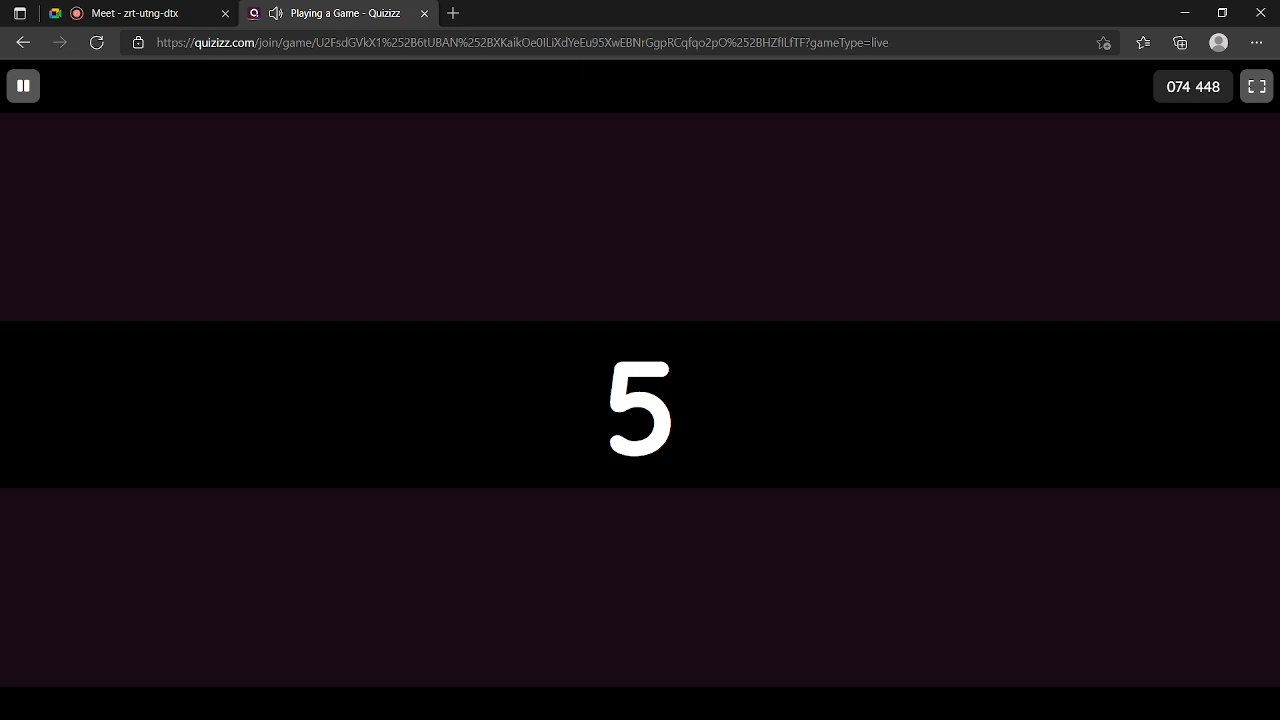 Meet - zrt-utng-dtx
Playing a Game - Quizizz
https://quizizz.com/join/game/U2FsdGVkX1%252B6tUBAN%252BXKaikOe0ILiXdYeEu95XwEBNrGgpRCqfqo2pO%252BHZfILfTF?gameType=live
074 448
5